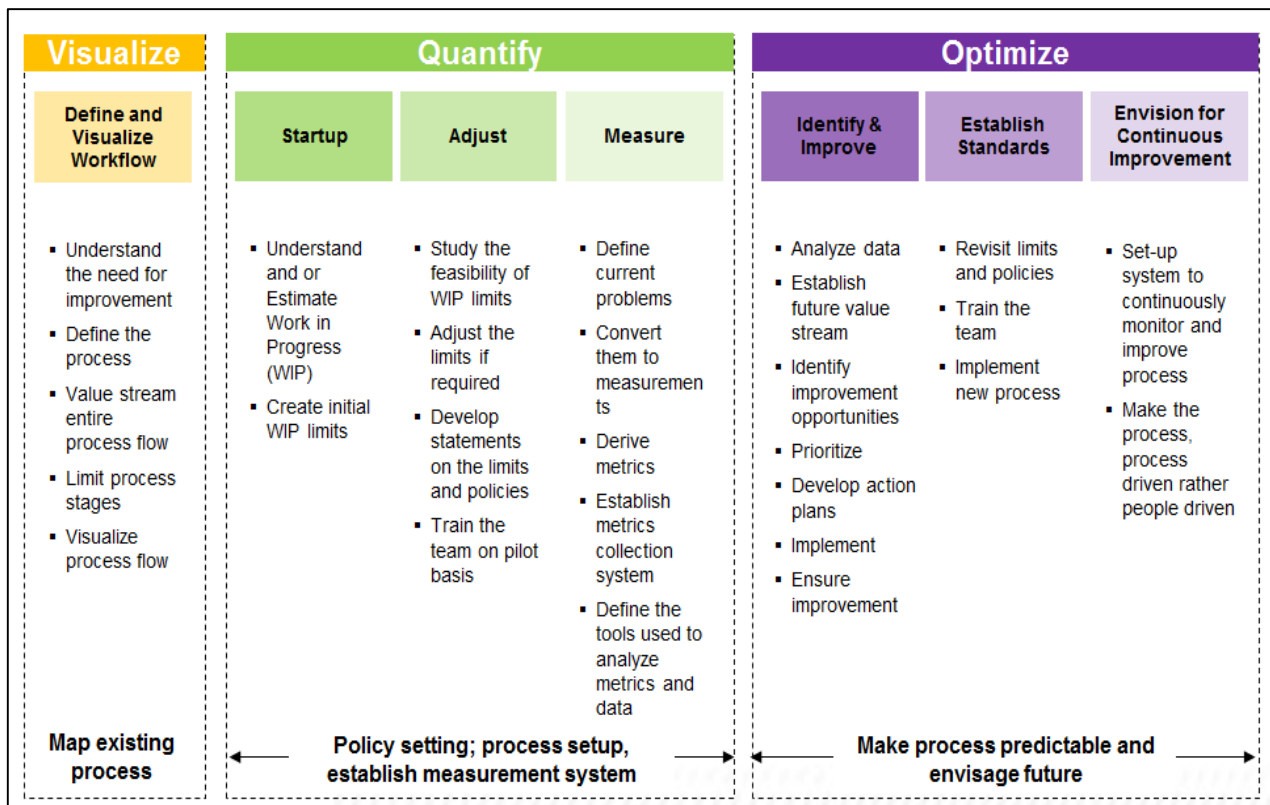 Visualize
Quantify
Optimize
Define and
Visualize
Workflow
Startup
Adjust
Measure
Identify &
Improve
Establish
Standards
Envision for
Continuous
Improvement
▪ Understand
the need for
improvement
▪ Define the
process
▪ Value stream
entire
process flow
▪ Limit process
stages
▪ Visualize
process flow
▪ Understand
and or
Estimate
Work in
Progress
(WIP)
▪ Create initial
WIP limits
▪ Study the
feasibility of
WIP limits
▪ Adjust the
limits if
required
▪ Develop
statements
on the limits
and policies
▪ Train the
team on pilot
basis
▪ Define
current
problems
▪ Convert
them to
measuremen
ts
▪ Derive
metrics
▪ Establish
metrics
collection
system
▪ Define the
tools used to
analyze
metrics and
data
▪ Analyze data
▪ Establish
future value
stream
▪ Identify
improvement
opportunities
▪ Prioritize
▪ Develop action
plans
▪ Implement
▪ Ensure
improvement
▪ Revisit limits
and policies
▪ Train the
team
▪ Implement
new process
▪ Set-up
system to
continuously
monitor and
improve
process
▪ Make the
process,
process
driven rather
people driven
Map existing
process
Policy setting; process setup,
establish measurement system
Make process predictable and
envisage future